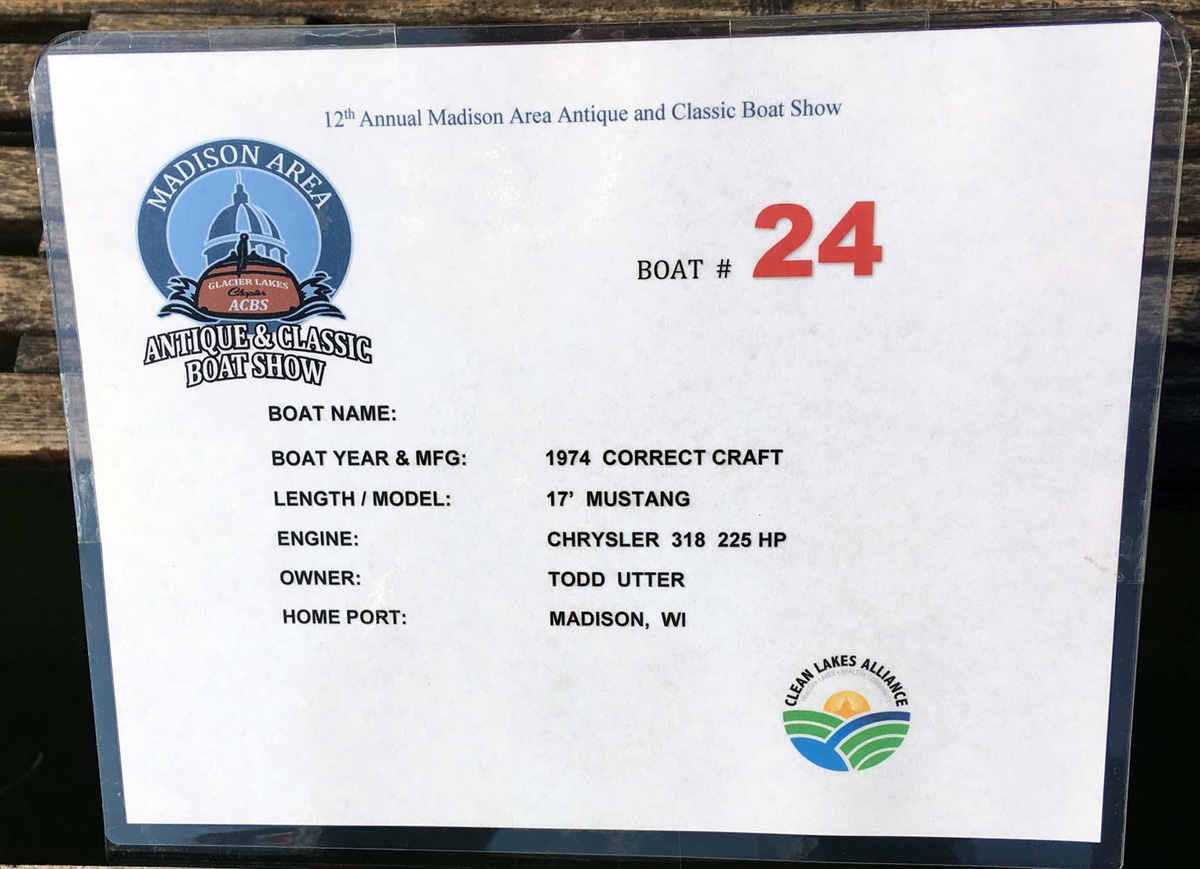 12th Annual Madison Area Antique and Classic Boat Show
MADISON AREA
GLACIER LAKES
Chapter
ACBS
ANTIQUE & CLASSIC
BOAT SHOW
BOAT # 24
BOAT NAME:
BOAT YEAR & MFG: 1974 CORRECT CRAFT
LENGTH / MODEL: 17’ MUSTANG
ENGINE: CHRYSLER 318 225 HP
OWNER: TODD UTTER
HOME PORT: MADISON, WI
CLEAN LAKES ALLIANCE